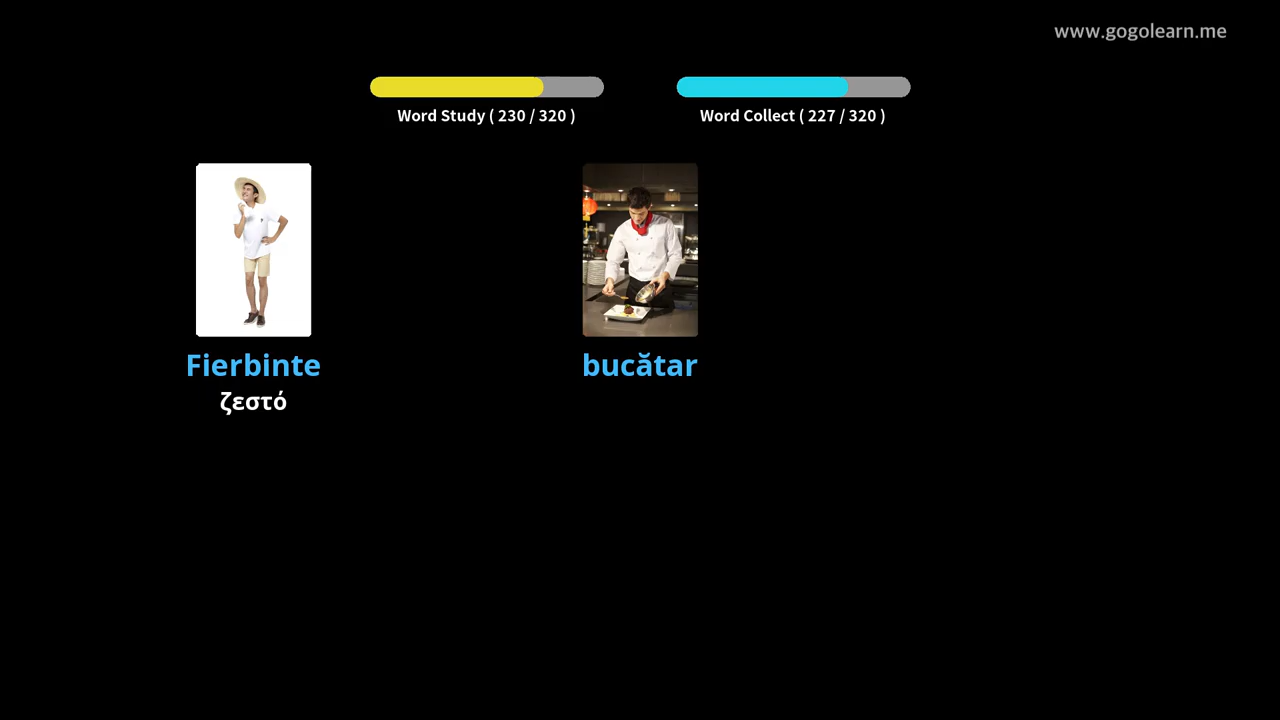 www.gogolearn.me
Word Study ( 230 / 320 )
Word Collect ( 227 / 320 )
Fierbinte
ζεστό
bucătar